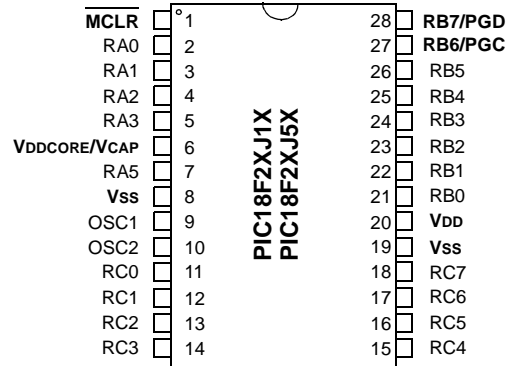 MCLR 1 28 RB7/PGD
RA0 2 27 RB6/PGC
RA1 3 26 RB5
RA2 4 25 RB4
RA3 5 24 RB3
VDDCORE/VCAP 6 23 RB2
RA5 7 22 RB1
VSS 8 21 RB0
OSC1 9 20 VDD
OSC2 10 19 VSS
RC0 11 18 RC7
RC1 12 17 RC6
RC2 13 16 RC5
RC3 14 15 RC4
PIC18F2XJ1X
PIC18F2XJ5X